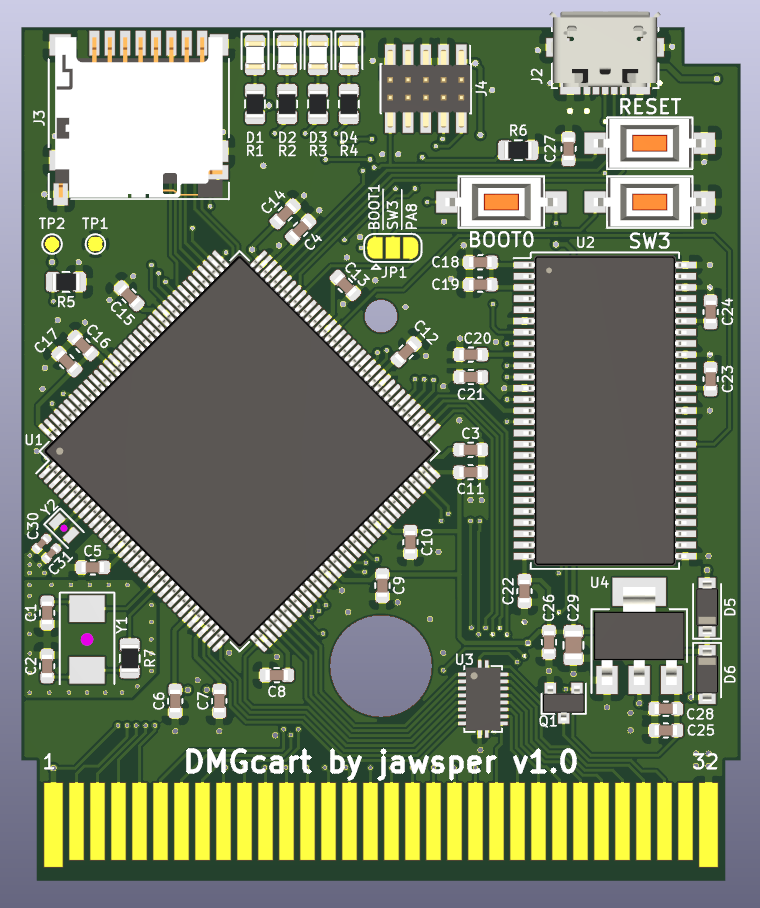 J2
J3
J4
RESET
D1 D2 D3 D4
R1 R2 R3 R4
R6
C27
BOOT1
SW3
PA8
C14
C4
TP2 TP1
JP1
BOOT0
SW3
U2
C18
C13
R5
C19
C15
C24
C17
C16
C12
C20
C23
C21
U1
C3
C11
Y2
C30
C31
C10
C5
C9
C22
U4
C1
Y1
C26
C29
D5
C2
R7
U3
D6
C8
C6
C7
C28
Q1
C25
1
DMGcart by jawsper v1.0
32